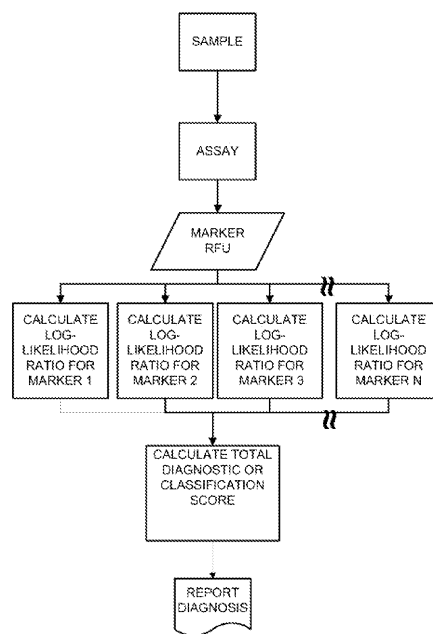 SAMPLE
ASSAY
MARKER
RFU
CALCULATE
LOG-
LIKELIHOOD
RATIO FOR
MARKER 1
CALCULATE
LOG-
LIKELIHOOD
RATIO FOR
MARKER 2
CALCULATE
LOG-
LIKELIHOOD
RATIO FOR
MARKER 3
CALCULATE
LOG-
LIKELIHOOD
RATIO FOR
MARKER N
CALCULATE TOTAL
DIAGNOSTIC OR
CLASSIFICATION
SCORE
REPORT
DIAGNOSIS